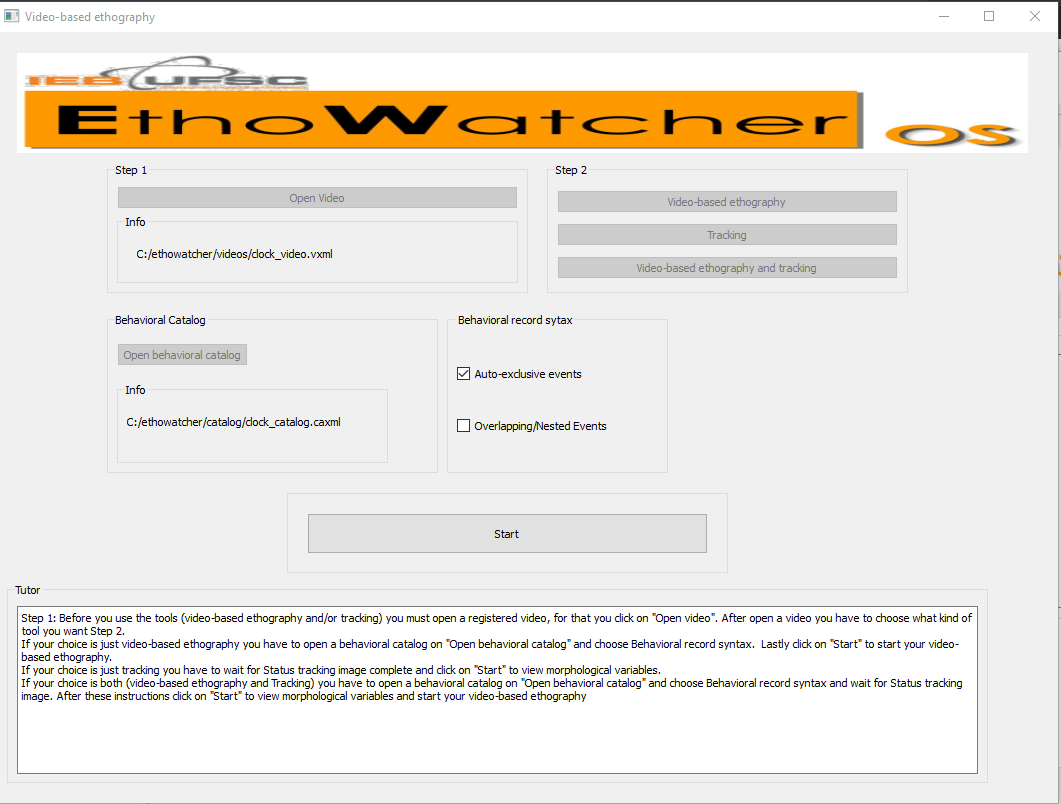 Video-based ethography
IEB UFSC
EthoWatcher OS
Step 1
Open Video
Info
C:/ethowatcher/videos/clock_video.vxml
Step 2
Video-based ethography
Tracking
Video-based ethography and tracking
Behavioral Catalog
Open behavioral catalog
Info
C:/ethowatcher/catalog/clock_catalog.caxml
Behavioral record sytax
Auto-exclusive events
Overlapping/Nested Events
Start
Tutor
Step 1: Before you use the tools (video-based ethography and/or tracking) you must open a registered video, for that you click on "Open video". After open a video you have to choose what kind of
tool you want Step 2.
If your choice is just video-based ethography you have to open a behavioral catalog on "Open behavioral catalog" and choose Behavioral record syntax.  Lastly click on "Start" to start your video-
based ethography.
If your choice is just tracking you have to wait for Status tracking image complete and click on "Start" to view morphological variables.
If your choice is both (video-based ethography and Tracking) you have to open a behavioral catalog on "Open behavioral catalog" and choose Behavioral record syntax and wait for Status tracking
image. After these instructions click on "Start" to view morphological variables and start your video-based ethography